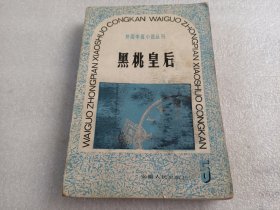 WAIGUO ZHONGPIAN XIAOSHUO CONGKAN
外国中篇小说丛刊
黑桃皇后
WAIGUO ZHONGPIAN XIAOSHUO CONGKAN
WAIGUO ZHONGPIAN XIAOSHUO CONGKAN
安徽人民出版社
5